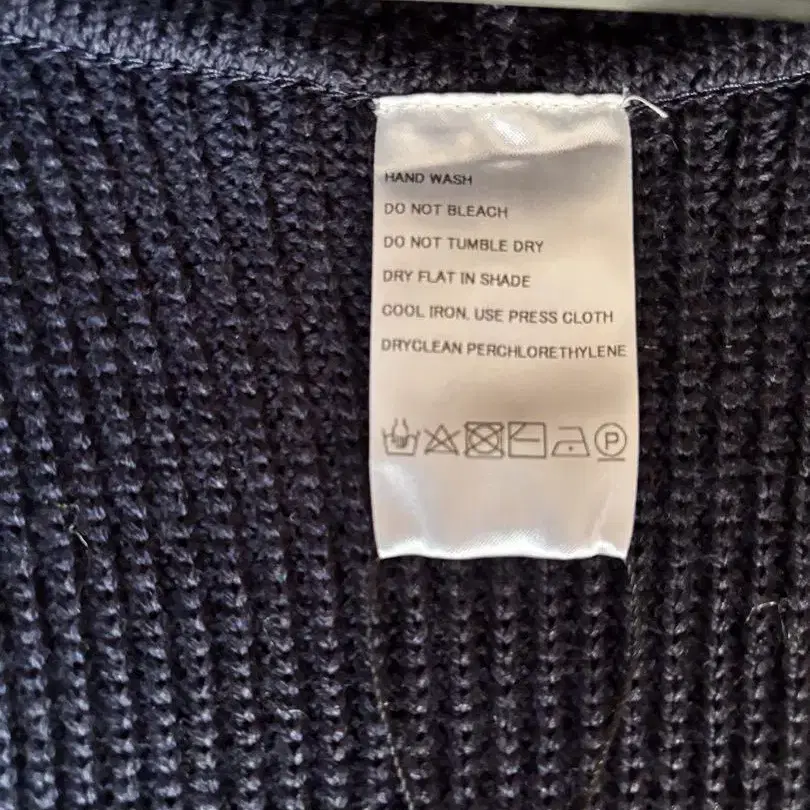 HAND WASH
DO NOT BLEACH
DO NOT TUMBLE DRY
DRY FLAT IN SHADE
COOL IRON, USE PRESS CLOTH
DRYCLEAN PERCHLORETHYLENE
P